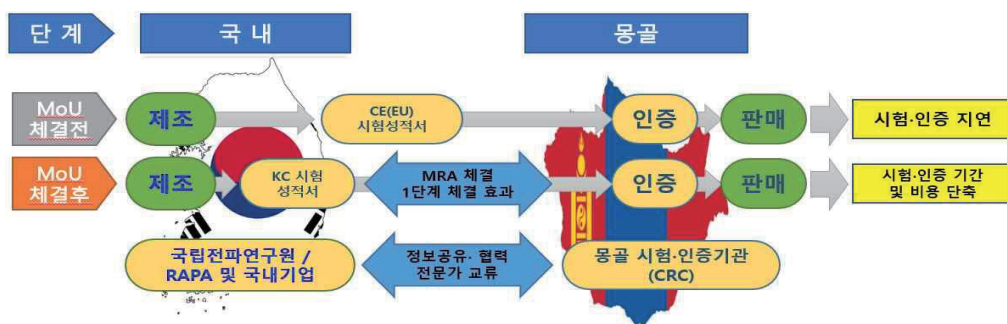 단 계
국 내
몽골
MoU
체결전
제조
CE(EU)
시험성적서
인증
판매
시험·인증 지연
MoU
체결후
제조
KC 시험
성적서
MRA 체결
1단계 체결 효과
인증
판매
시험·인증 기간
및 비용 단축
국립전파연구원 /
RAPA 및 국내기업
정보공유· 협력
전문가 교류
몽골 시험·인증기관
(CRC)